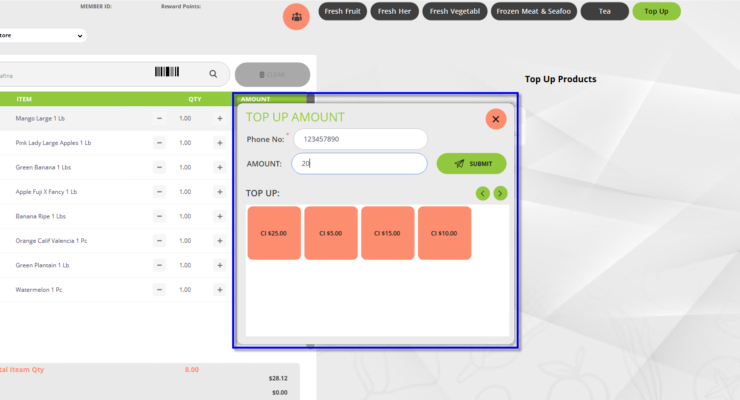 MEMBER ID: Reward Points:
Fresh Fruit Fresh Her Fresh Vegetabl Frozen Meat & Seafoo Tea Top Up
tore
afina
CLEAR
Top Up Products
ITEM QTY AMOUNT
TOP UP AMOUNT
Phone No: * 123457890
AMOUNT: 20 SUBMIT
TOP UP:
CI $25.00 CI $5.00 CI $15.00 CI $10.00
Mango Large 1 Lb − 1.00 +
Pink Lady Large Apples 1 Lb − 1.00 +
Green Banana 1 Lbs − 1.00 +
Apple Fuji X Fancy 1 Lb − 1.00 +
Banana Ripe 1 Lbs − 1.00 +
Orange Calif Valencia 1 Pc − 1.00 +
Green Plantain 1 Lb − 1.00 +
Watermelon 1 Pc − 1.00 +
tal Iteam Qty 8.00
$28.12
$0.00